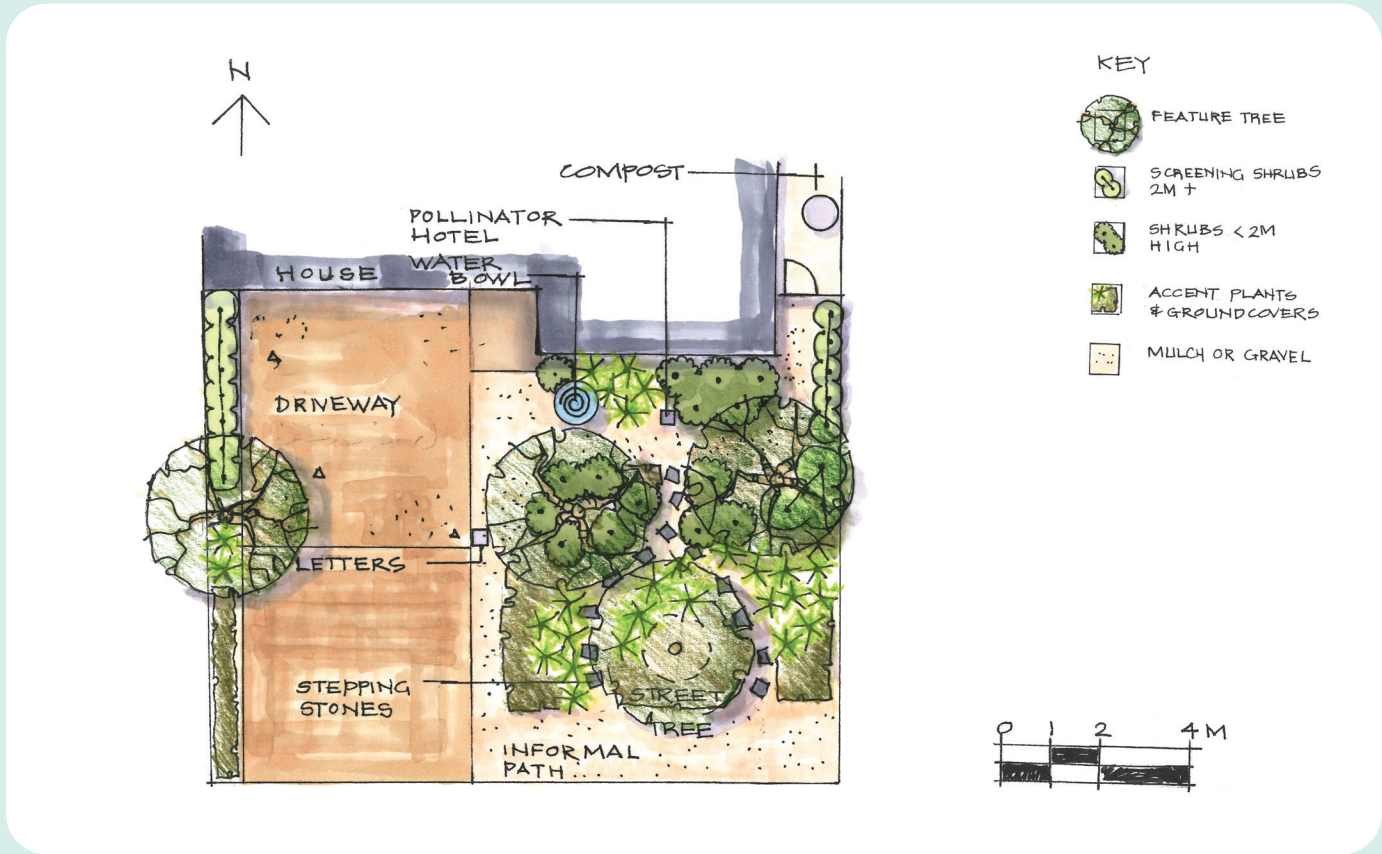 N
COMPOST
POLLINATOR
HOTEL
WATER
BOWL
HOUSE
DRIVEWAY
LETTERS
STEPPING
STONES
STREET
TREE
INFORMAL
PATH
KEY
FEATURE TREE
SCREENING SHRUBS
2M +
SHRUBS <2M
HIGH
ACCENT PLANTS
& GROUNDCOVERS
MULCH OR GRAVEL
0 1 2 4 M